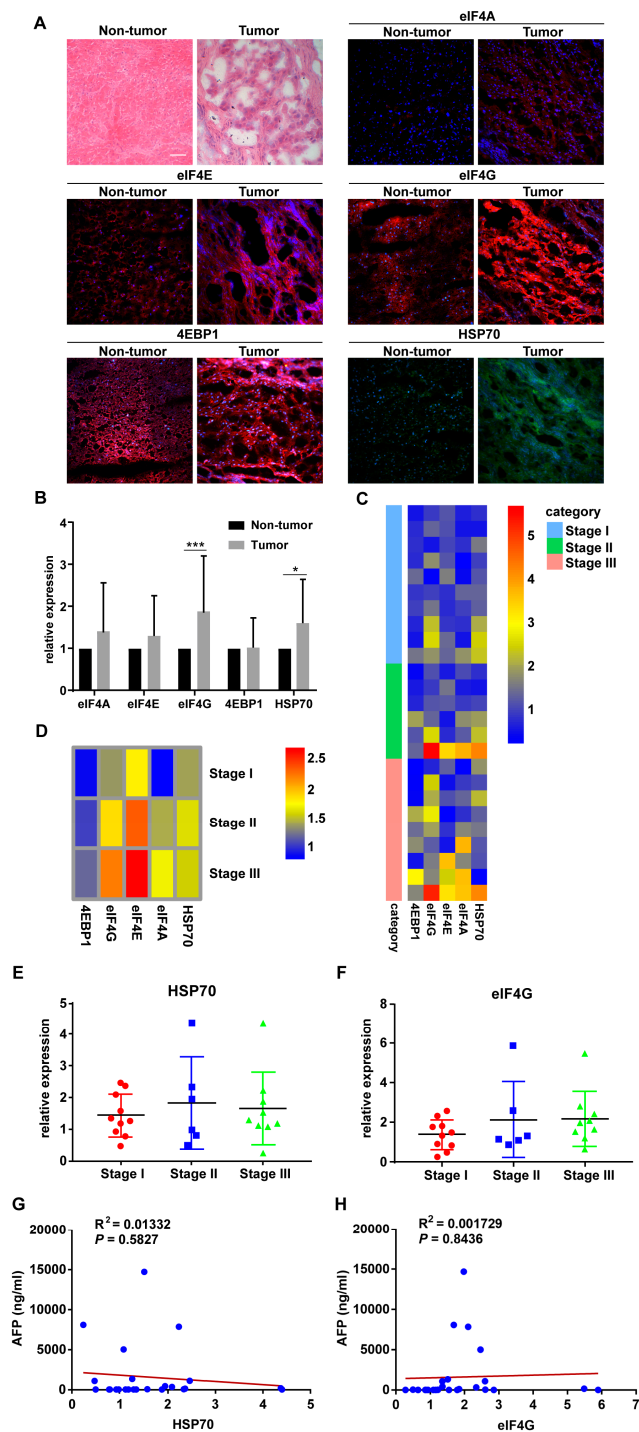 A
Non-tumor Tumor
eIF4A
Non-tumor Tumor
eIF4E
Non-tumor Tumor
eIF4G
Non-tumor Tumor
4EBP1
Non-tumor Tumor
HSP70
Non-tumor Tumor
B
relative expression
4
3
2
1
0
Non-tumor
Tumor
***
*
eIF4A eIF4E eIF4G 4EBP1 HSP70
C
5
4
3
2
1
category
Stage I
Stage II
Stage III
category
4EBP1
eIF4G
eIF4E
eIF4A
HSP70
D
Stage I
Stage II
Stage III
2.5
2
1.5
1
4EBP1
eIF4G
eIF4E
eIF4A
HSP70
E
HSP70
relative expression
5
4
3
2
1
0
Stage I Stage II Stage III
F
eIF4G
relative expression
8
6
4
2
0
Stage I Stage II Stage III
G
R² = 0.01332
P = 0.5827
AFP (ng/ml)
20000
15000
10000
5000
0
0 1 2 3 4 5
HSP70
H
R² = 0.001729
P = 0.8436
AFP (ng/ml)
20000
15000
10000
5000
0
0 1 2 3 4 5 6 7
eIF4G